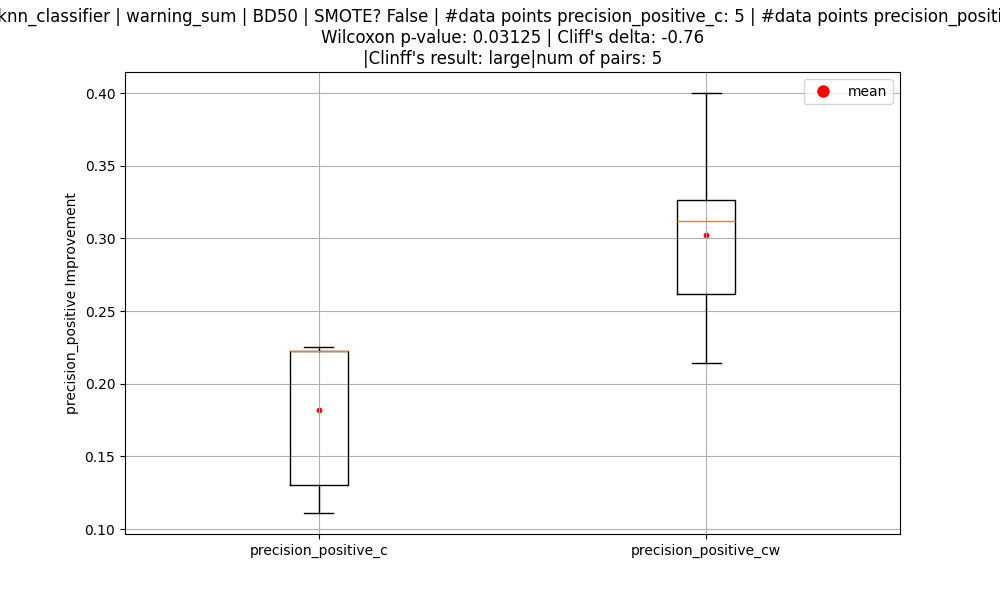 knn_classifier | warning_sum | BD50 | SMOTE? False | #data points precision_positive_c: 5 | #data points
Wilcoxon p-value: 0.03125 | Cliff's delta: -0.76
|Clinff's result: large|num of pairs: 5
mean
0.40
0.35
0.30
0.25
0.20
0.15
0.10
precision_positive Improvement
precision_positive_c
precision_positive_cw